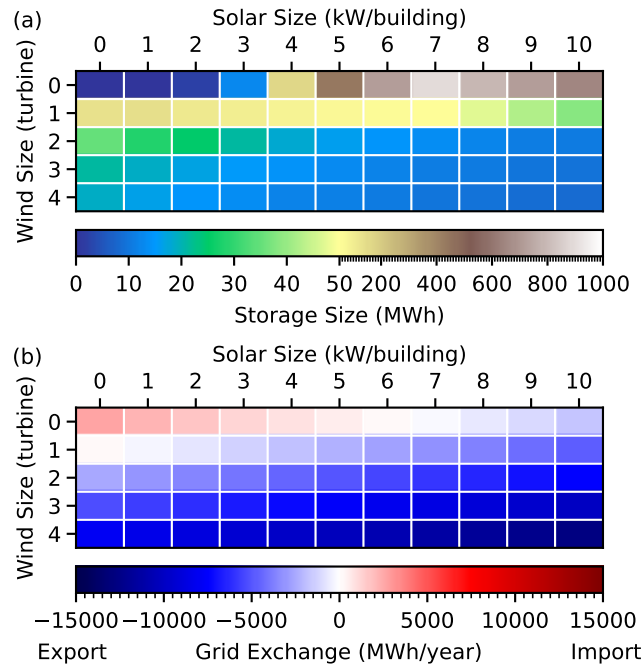 (a)
Solar Size (kW/building)
0 1 2 3 4 5 6 7 8 9 10
Wind Size (turbine)
0
1
2
3
4
0 10 20 30 40 50 200 400 600 800 1000
Storage Size (MWh)
(b)
Solar Size (kW/building)
0 1 2 3 4 5 6 7 8 9 10
Wind Size (turbine)
0
1
2
3
4
−15000 −10000 −5000 0 5000 10000 15000
Export Grid Exchange (MWh/year) Import